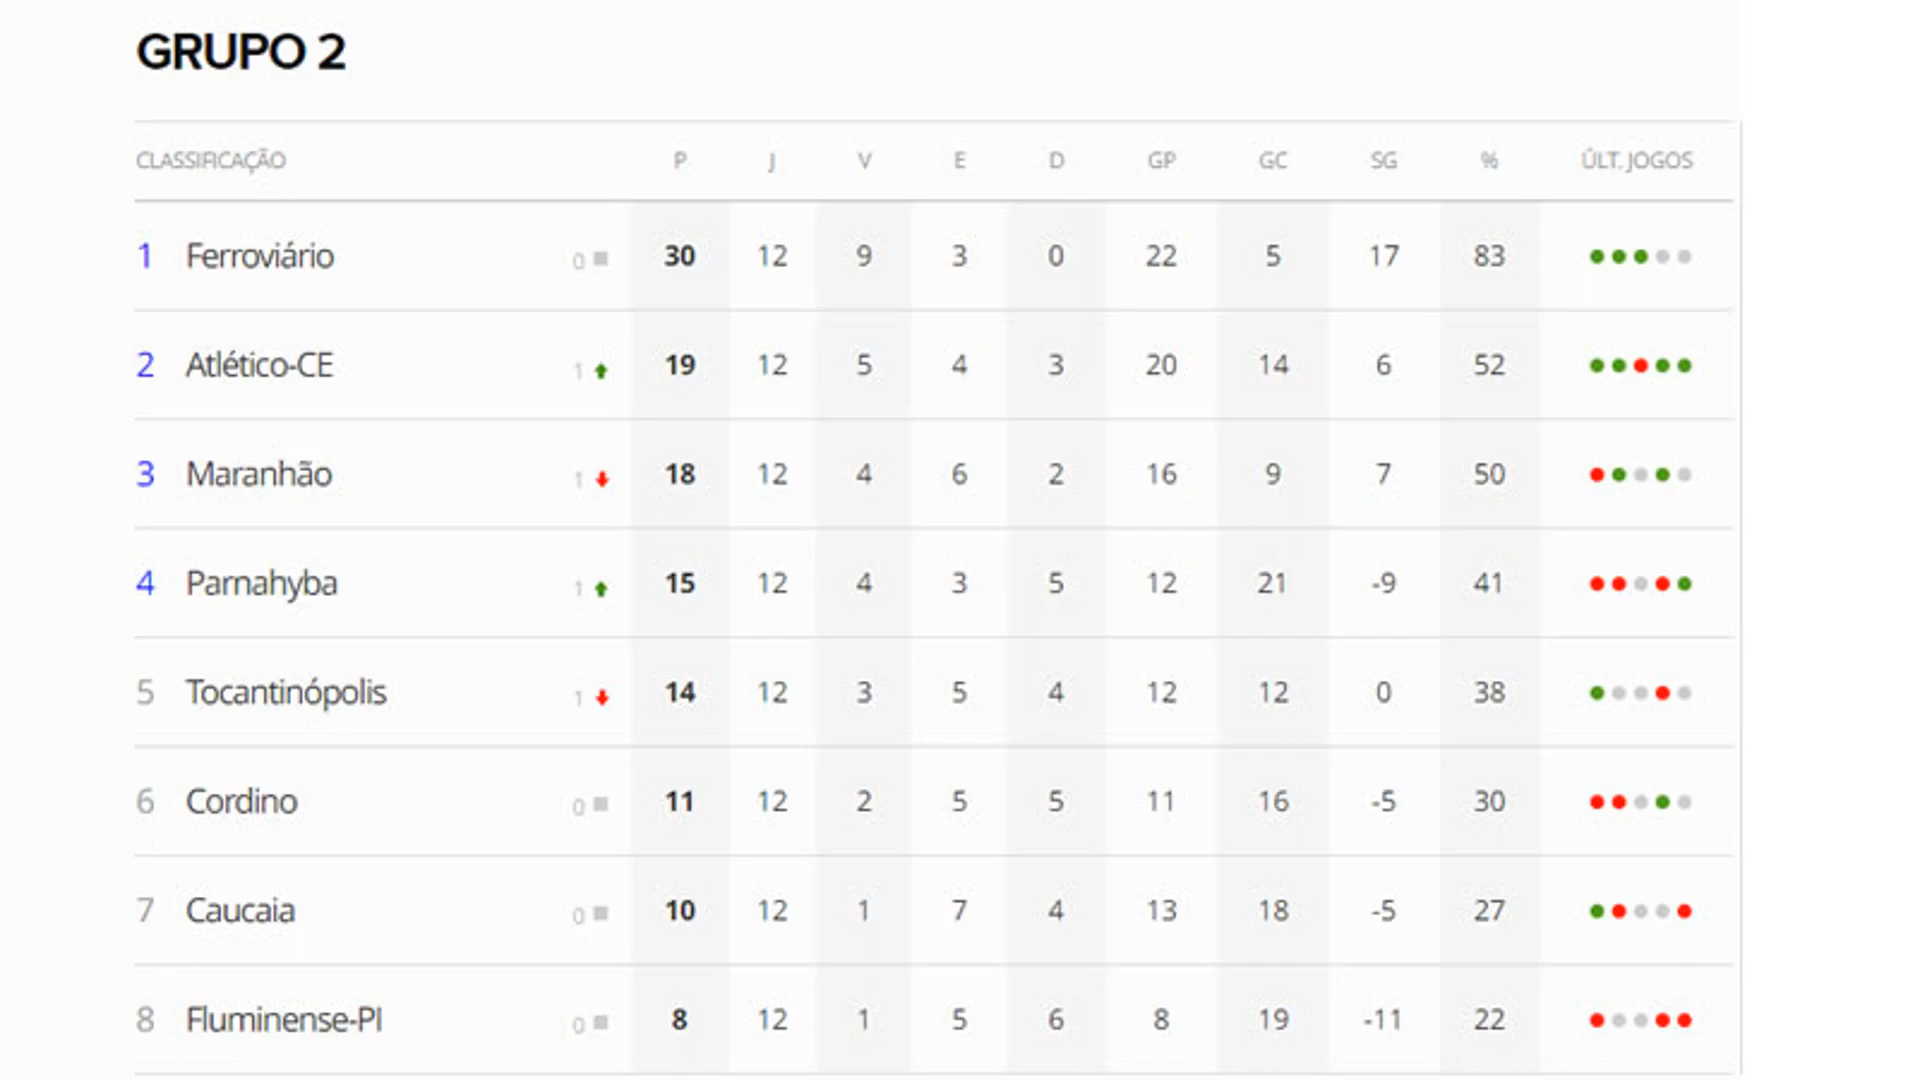 GRUPO 2
CLASSIFICAÇÃO P J V E D GP GC SG % ÚLT. JOGOS
1 Ferroviário 0 30 12 9 3 0 22 5 17 83
2 Atlético-CE 1 19 12 5 4 3 20 14 6 52
3 Maranhão 1 18 12 4 6 2 16 9 7 50
4 Parnahyba 1 15 12 4 3 5 12 21 -9 41
5 Tocantinópolis 1 14 12 3 5 4 12 12 0 38
6 Cordino 0 11 12 2 5 5 11 16 -5 30
7 Caucaia 0 10 12 1 7 4 13 18 -5 27
8 Fluminense-PI 0 8 12 1 5 6 8 19 -11 22